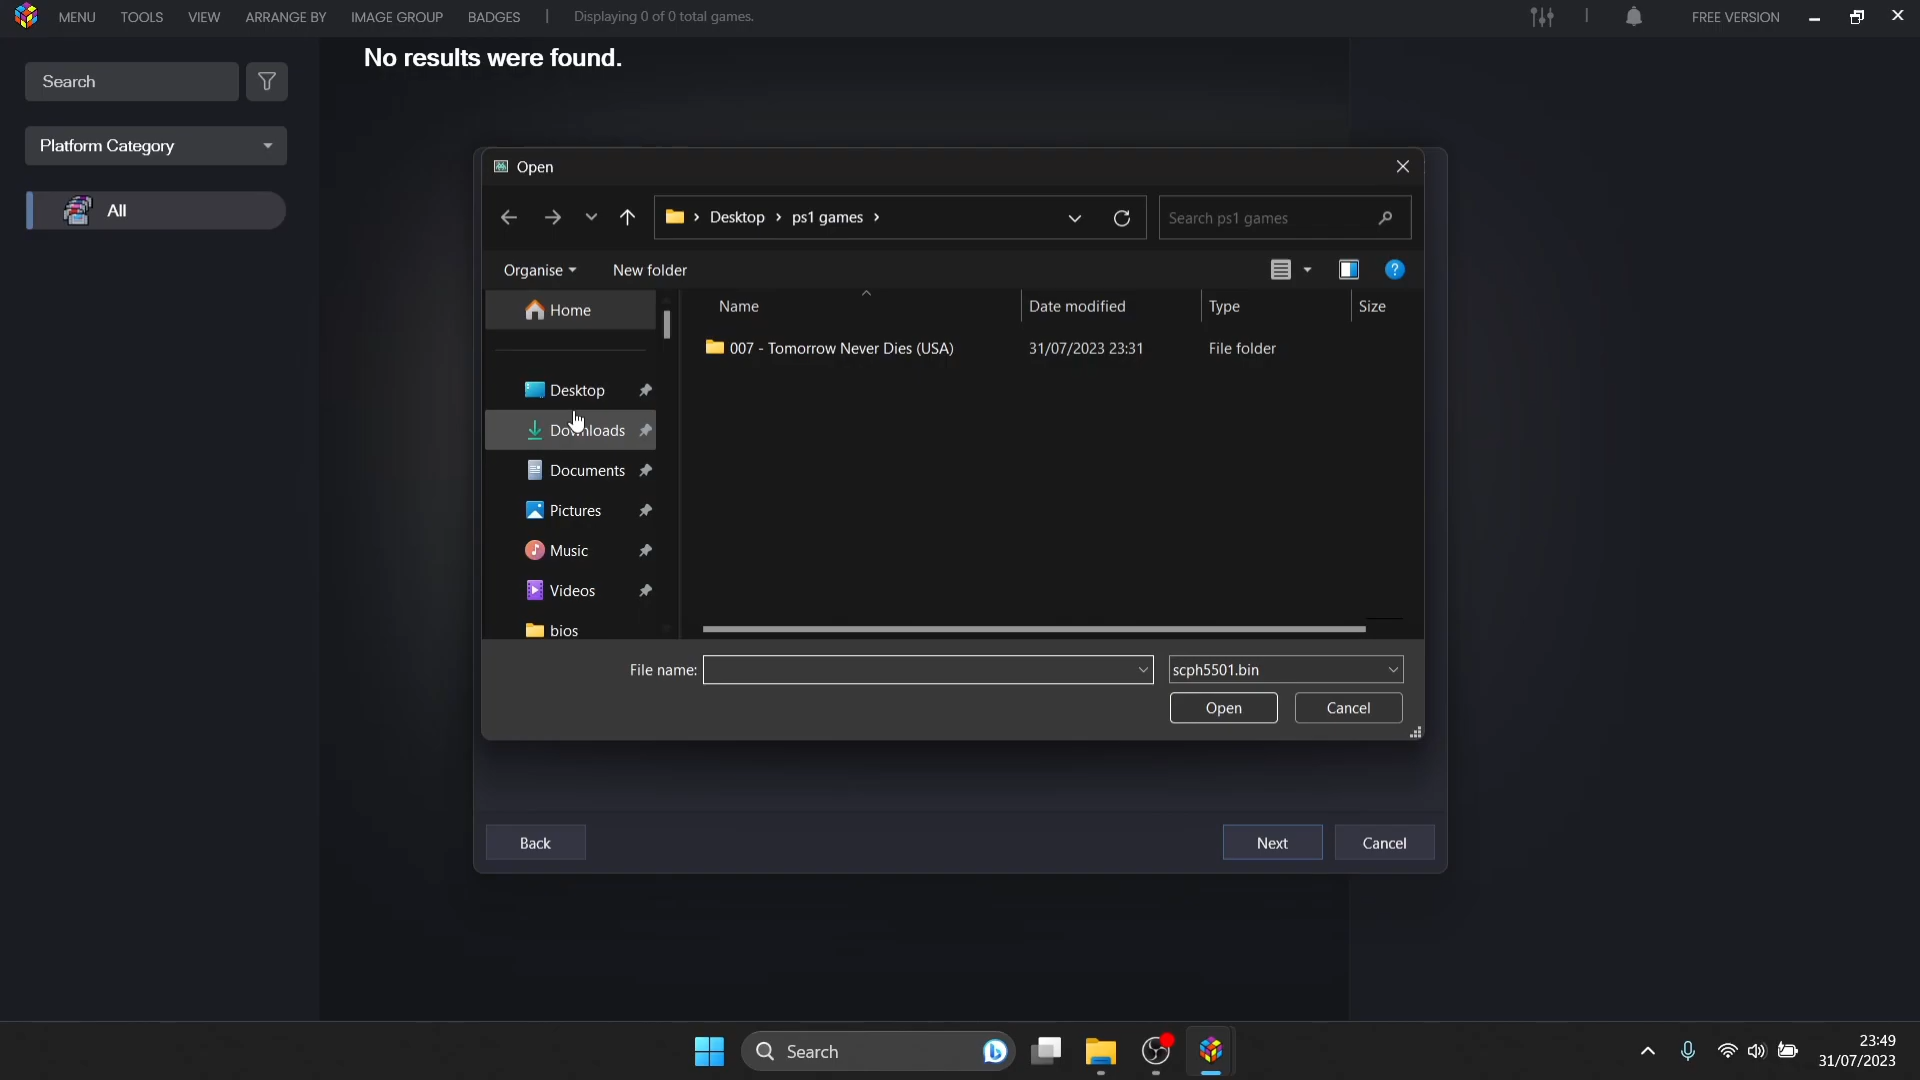 MENU TOOLS VIEW ARRANGE BY IMAGE GROUP BADGES | Displaying 0 of 0 total games. FREE VERSION
No results were found.
Search
Platform Category
All
Open
Desktop > ps1 games >
Search ps1 games
Organise New folder
Name Date modified Type Size
007 - Tomorrow Never Dies (USA) 31/07/2023 23:31 File folder
Home
Desktop
Downloads
Documents
Pictures
Music
Videos
bios
File name: scph5501.bin
Open Cancel
Back Next Cancel
Search
23:49
31/07/2023